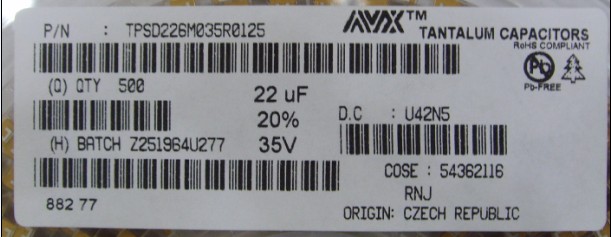 P/N : TPSD226M035R0125
AVX™
TANTALUM CAPACITORS
RoHS COMPLIANT
Pb
Pb-FREE
(Q) QTY 500
22 uF
20%
35V
D.C : U42N5
(H) BATCH Z251964U277
COSE : 54362116
RNJ
882 77
ORIGIN: CZECH REPUBLIC